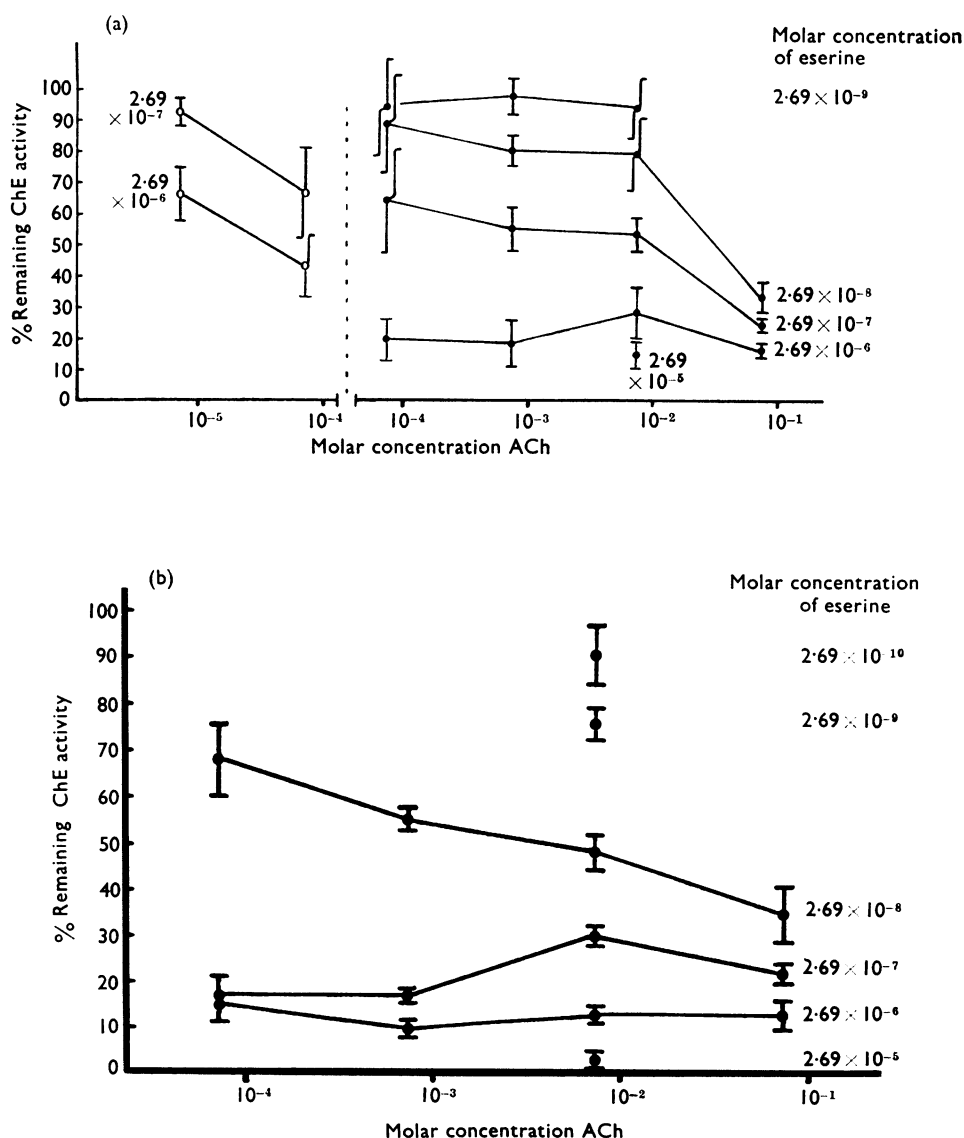 (a)
Molar concentration
of eserine
2·69 × 10⁻⁹
100
90
80
70
60
50
40
30
20
10
0
% Remaining ChE activity
2·69
× 10⁻⁷
2·69
× 10⁻⁶
2·69 × 10⁻⁸
2·69 × 10⁻⁷
2·69 × 10⁻⁶
2·69
× 10⁻⁵
10⁻⁵ 10⁻⁴ 10⁻⁴ 10⁻³ 10⁻² 10⁻¹
Molar concentration ACh
(b)
Molar concentration
of eserine
100
90
80
70
60
50
40
30
20
10
0
% Remaining ChE activity
2·69 × 10⁻¹⁰
2·69 × 10⁻⁹
2·69 × 10⁻⁸
2·69 × 10⁻⁷
2·69 × 10⁻⁶
2·69 × 10⁻⁵
10⁻⁴ 10⁻³ 10⁻² 10⁻¹
Molar concentration ACh